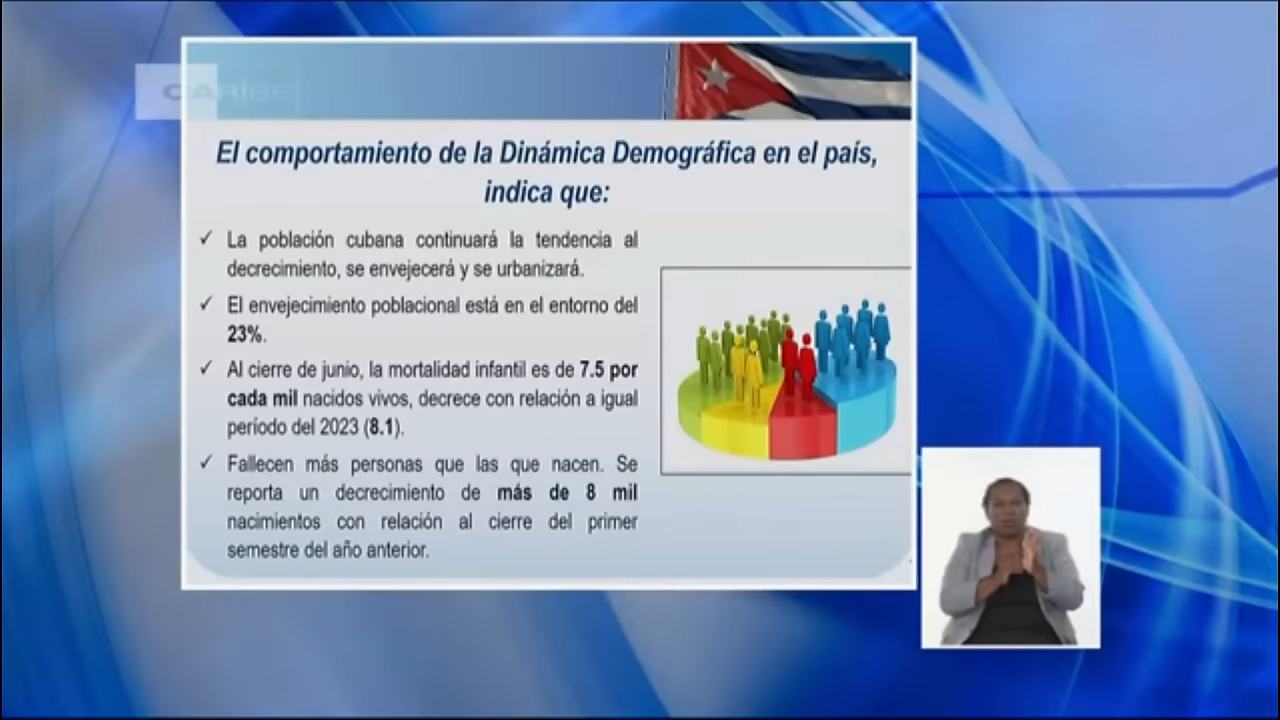 CARIBE
El comportamiento de la Dinámica Demográfica en el país,
indica que:
✓ La población cubana continuará la tendencia al
decrecimiento, se envejecerá y se urbanizará.
✓ El envejecimiento poblacional está en el entorno del
23%.
✓ Al cierre de junio, la mortalidad infantil es de 7.5 por
cada mil nacidos vivos, decrece con relación a igual
período del 2023 (8.1).
✓ Fallecen más personas que las que nacen. Se
reporta un decrecimiento de más de 8 mil
nacimientos con relación al cierre del primer
semestre del año anterior.